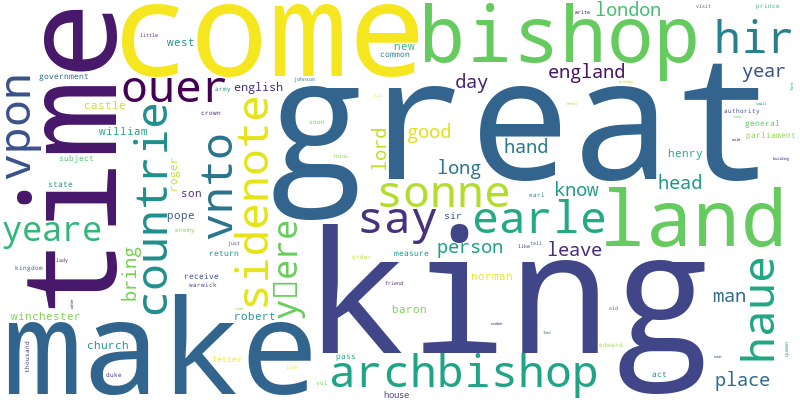 come
bishop
great
king
time
make
land
archbishop
earle
sonne
say
sidenote
countrie
haue
hir
ouer
vpon
vnto
yeare
y▯ere
london
england
english
year
new
west
common
little
day
lord
good
long
hand
henry
head
know
leave
person
man
place
government
castle
william
subject
roger
state
son
pope
bring
return
receive
kingdom
lady
warwick
winchester
robert
church
letter
duke
thousand
baron
norman
measure
order
sir
earl
like
tell
friend
pass
vol
house
edward
act
old
number
general
parliament
authority
visit
prince
write
johnson
army
crown
soon
think
enemy
just
queen
building
small
look